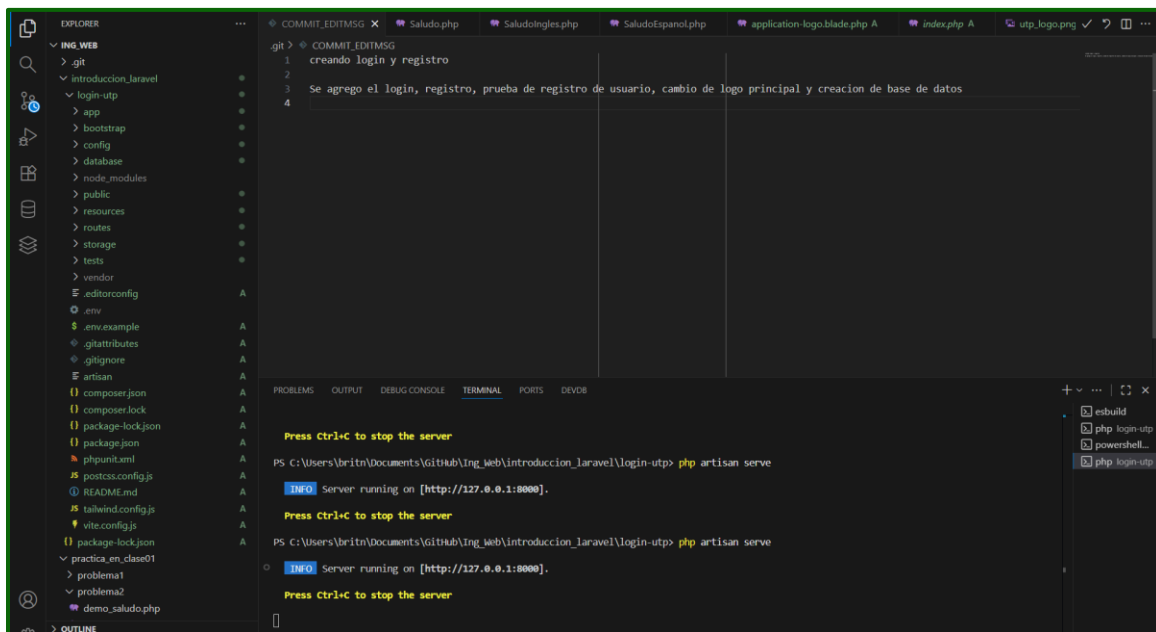 EXPLORER
ING_WEB
.git
introduccion_laravel
login-utp
app
bootstrap
config
database
node_modules
public
resources
routes
storage
tests
vendor
.editorconfig A
.env
.env.example A
.gitattributes A
.gitignore A
artisan A
composer.json A
composer.lock A
package-lock.json A
package.json A
phpunit.xml A
postcss.config.js A
README.md A
tailwind.config.js A
vite.config.js A
package-lock.json A
practica_en_clase01
problema1
problema2
demo_saludo.php
OUTLINE
COMMIT_EDITMSG Saludo.php SaludoIngles.php SaludoEspanol.php application-logo.blade.php A index.php A utp_logo.png
.git > COMMIT_EDITMSG
1 creando login y registro
2
3 Se agrego el login, registro, prueba de registro de usuario, cambio de logo principal y creacion de base de datos
4
PROBLEMS OUTPUT DEBUG CONSOLE TERMINAL PORTS DEVDB
Press Ctrl+C to stop the server
PS C:\Users\britn\Documents\GitHub\Ing_Web\introduccion_laravel\login-utp> php artisan serve
INFO Server running on [http://127.0.0.1:8000].
Press Ctrl+C to stop the server
PS C:\Users\britn\Documents\GitHub\Ing_Web\introduccion_laravel\login-utp> php artisan serve
INFO Server running on [http://127.0.0.1:8000].
Press Ctrl+C to stop the server
esbuild
php login-utp
powershell...
php login-utp